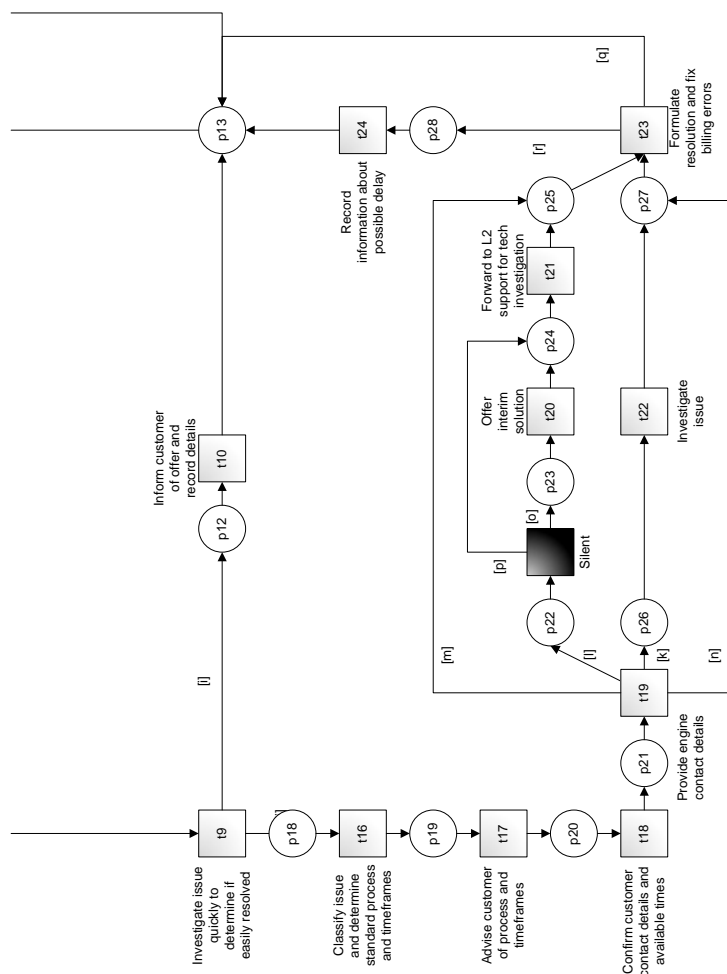 Investigate issue
quickly to
determine if
easily resolved
t9
[i]
p12
Inform customer
of offer and
record details
t10
p13
p18
Classify issue
and determine
standard process
and timeframes
t16
p19
Advise customer
of process and
timeframes
t17
p20
Confirm customer
contact details and
available times
t18
p21
Provide engine
contact details
t19
[m]
[l]
[k]
[n]
p22
Silent
[p]
[o]
p23
Offer
interim
solution
t20
p24
Forward to L2
support for tech
investigation
t21
p25
p26
Investigate
issue
t22
p27
Formulate
resolution and fix
billing errors
t23
[r]
[q]
p28
Record
information about
possible delay
t24